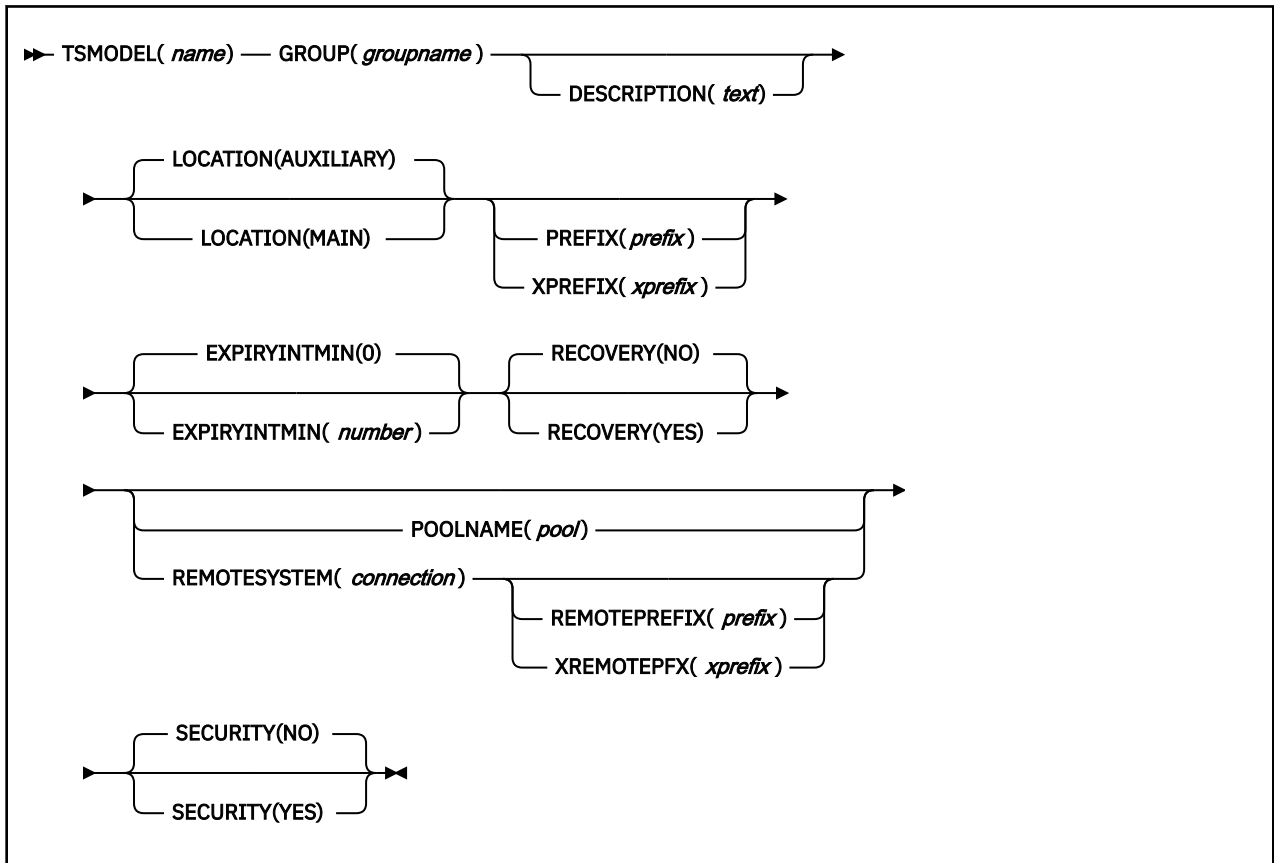 TSMODEL( name) GROUP( groupname )
DESCRIPTION( text)
LOCATION(AUXILIARY)
LOCATION(MAIN)
PREFIX( prefix )
XPREFIX( xprefix )
EXPIRYINTMIN(0)
EXPIRYINTMIN( number)
RECOVERY(NO)
RECOVERY(YES)
POOLNAME( pool)
REMOTESYSTEM( connection)
REMOTEPREFIX( prefix )
XREMOTEPFX( xprefix )
SECURITY(NO)
SECURITY(YES)